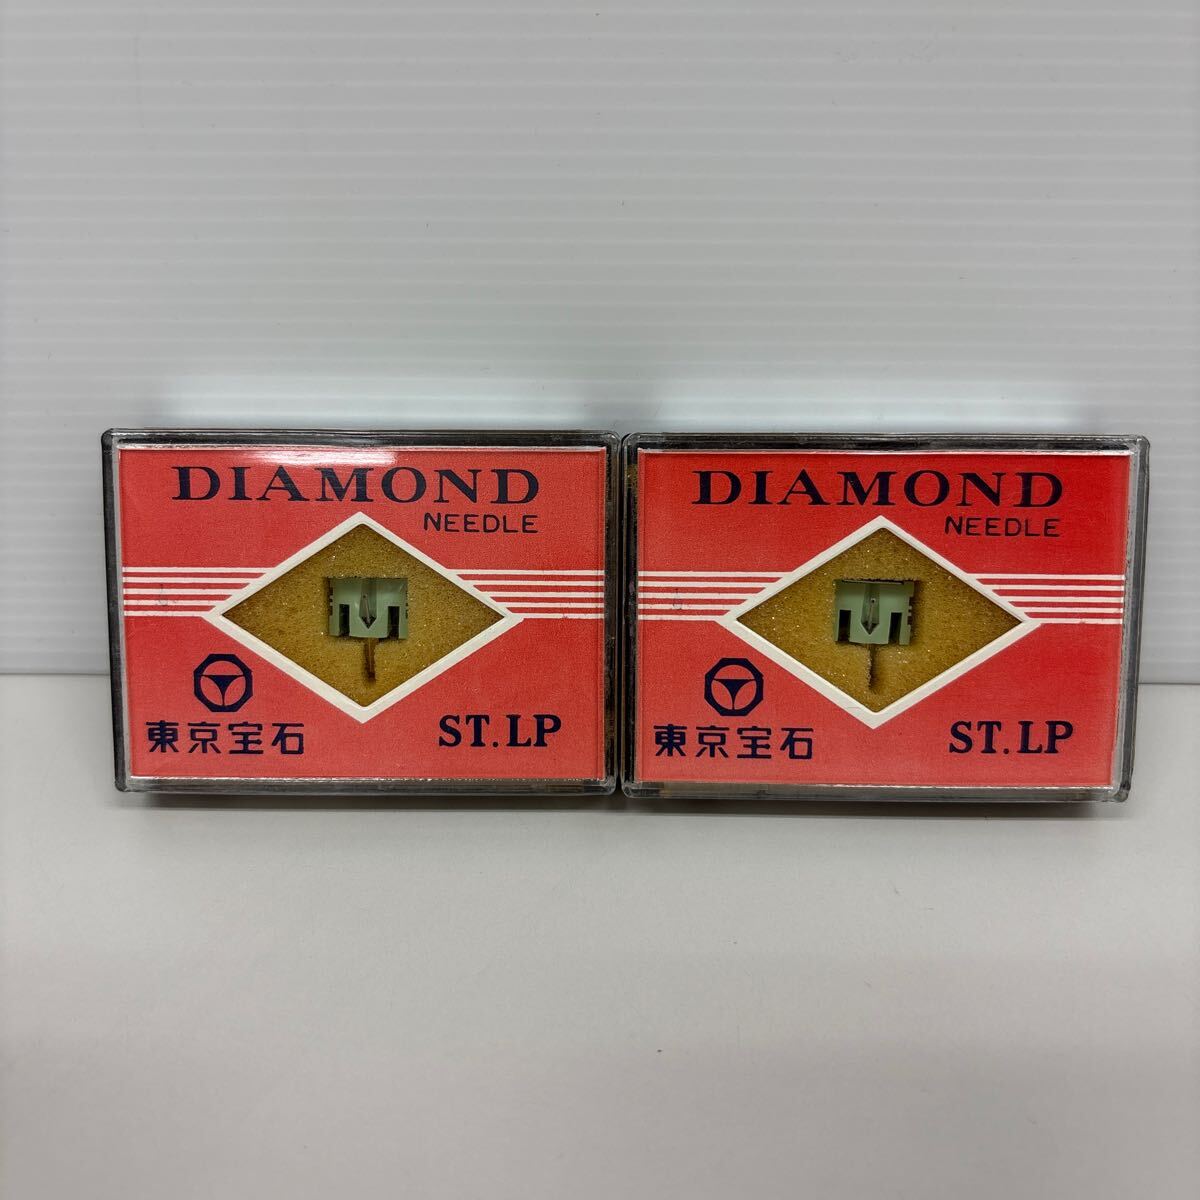 DIAMOND
NEEDLE
東京宝石
ST.LP
DIAMOND
NEEDLE
東京宝石
ST.LP